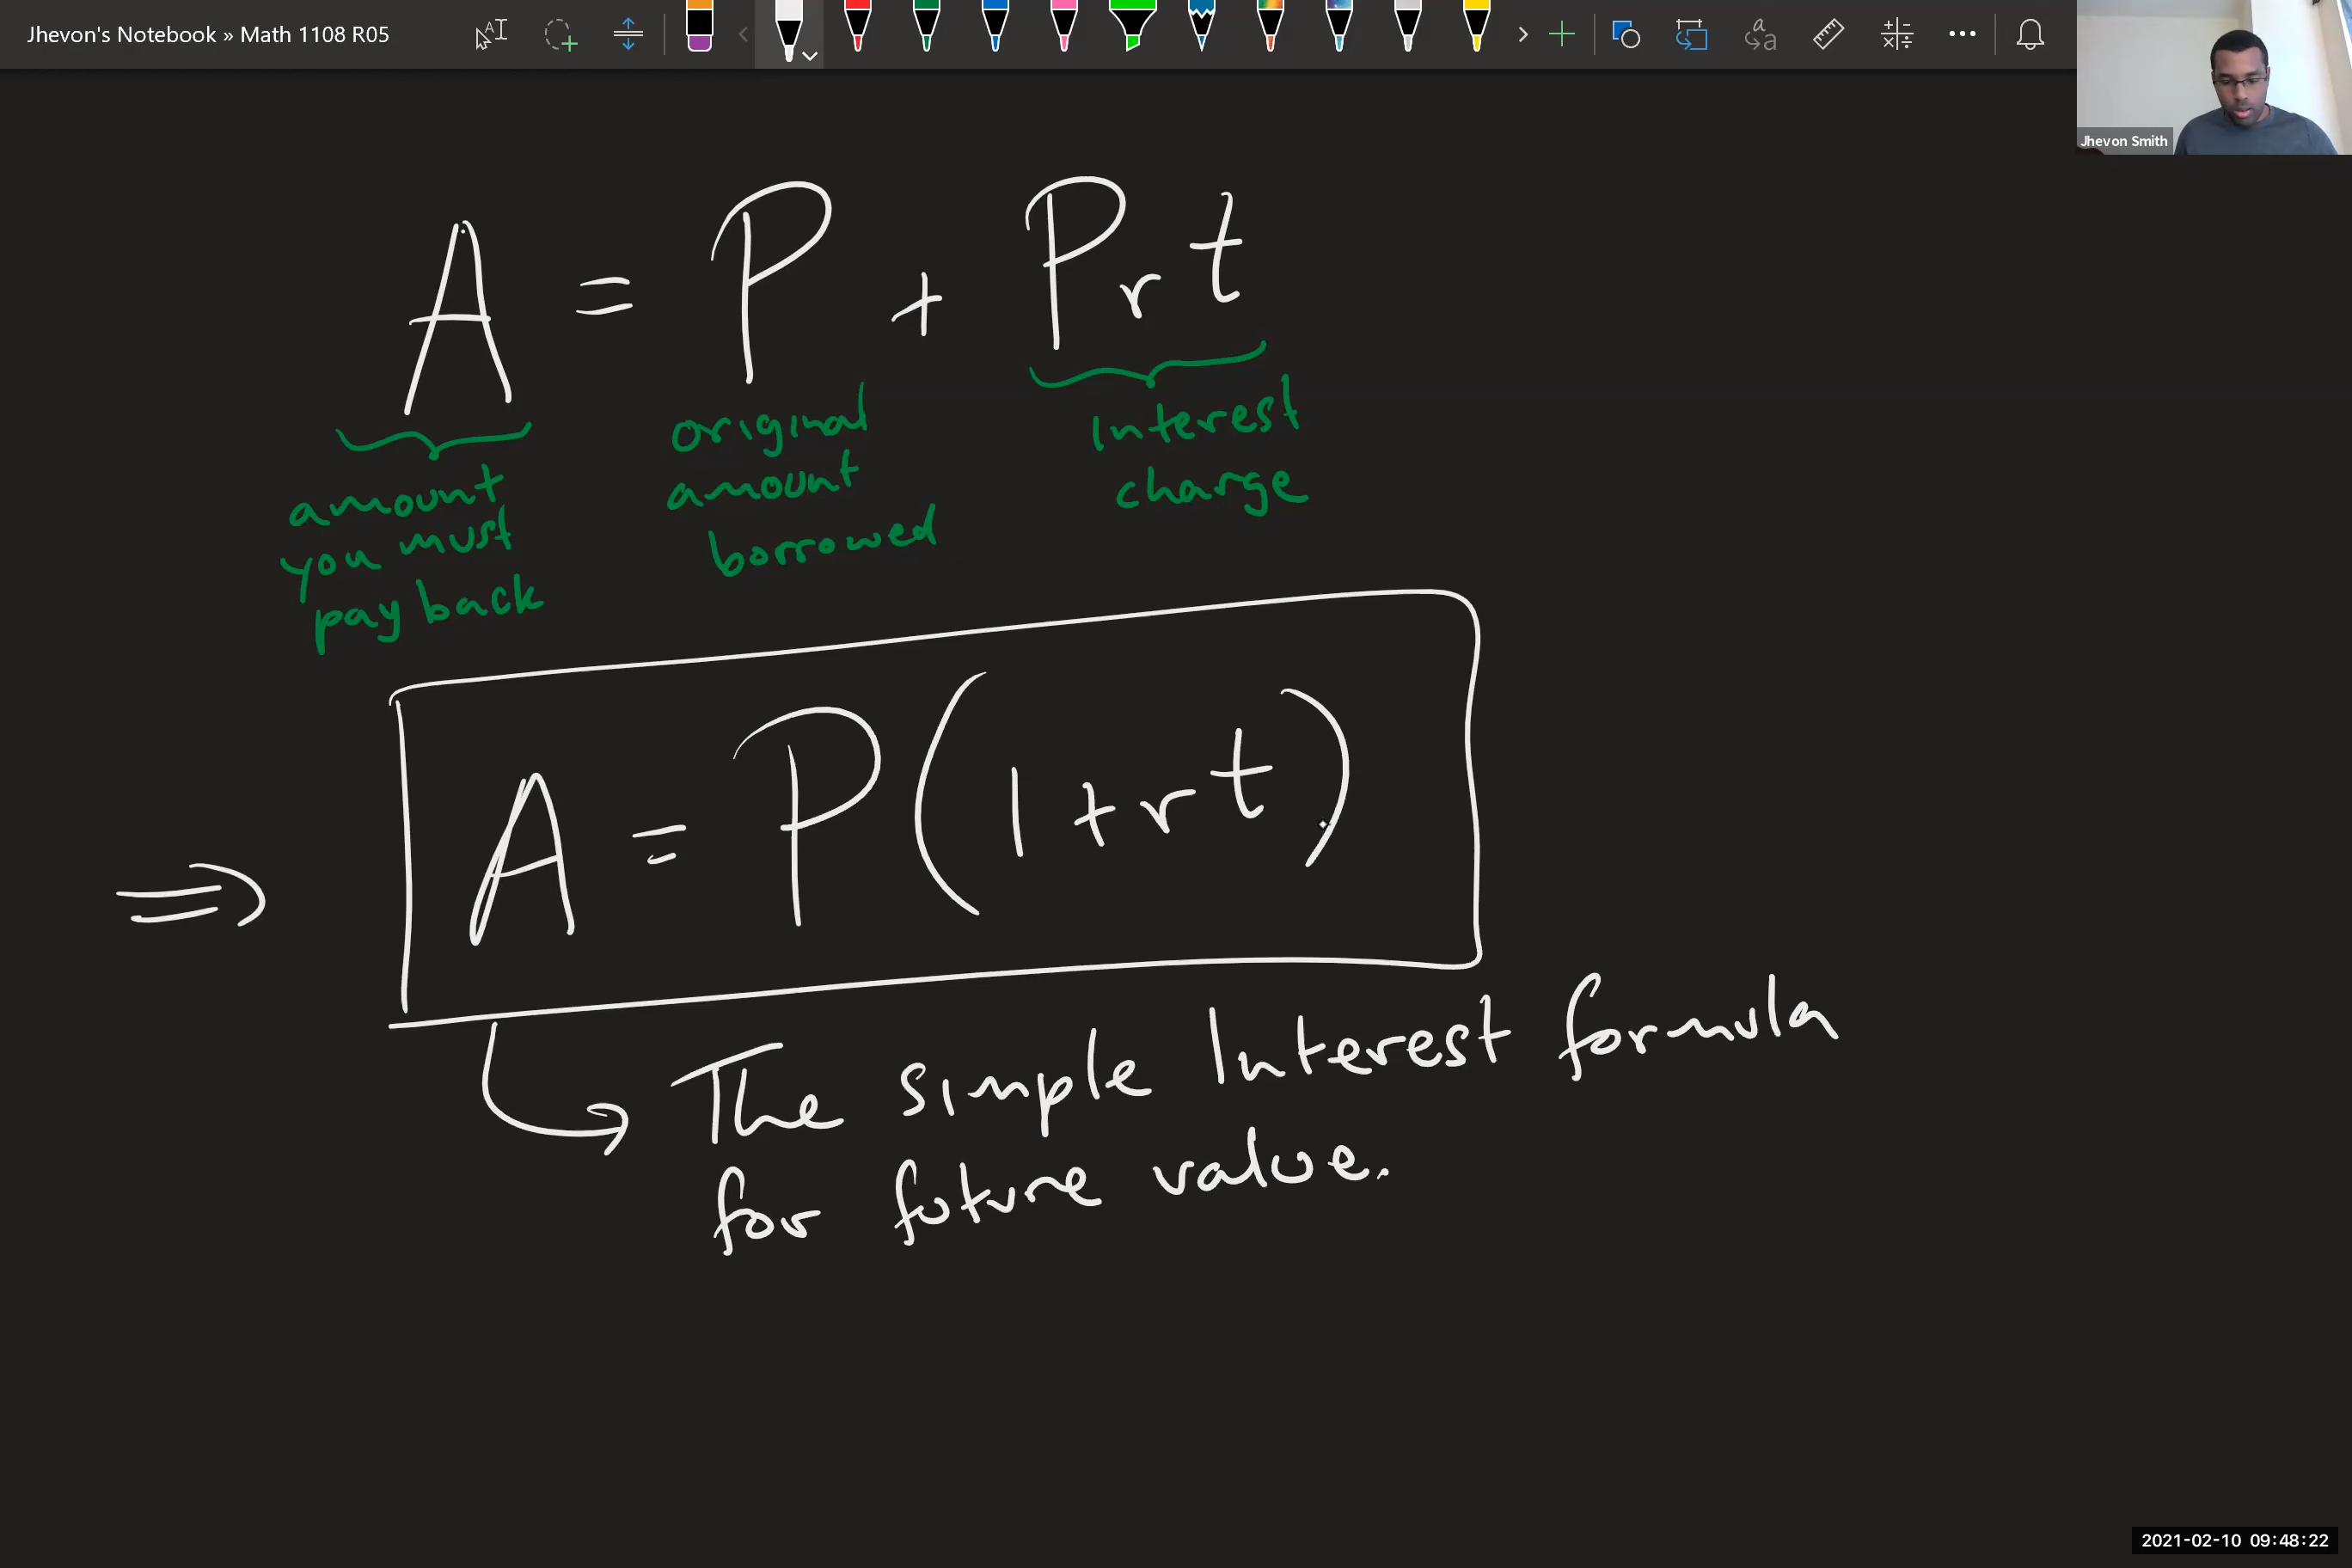 Jhevon's Notebook » Math 1108 R05
Jhevon Smith
A = P + Prt
amount
you must
pay back
original
amount
borrowed
Interest
charge
⇒ A = P(1+rt)
The simple Interest formula
for future value.
2021-02-10 09:48:22